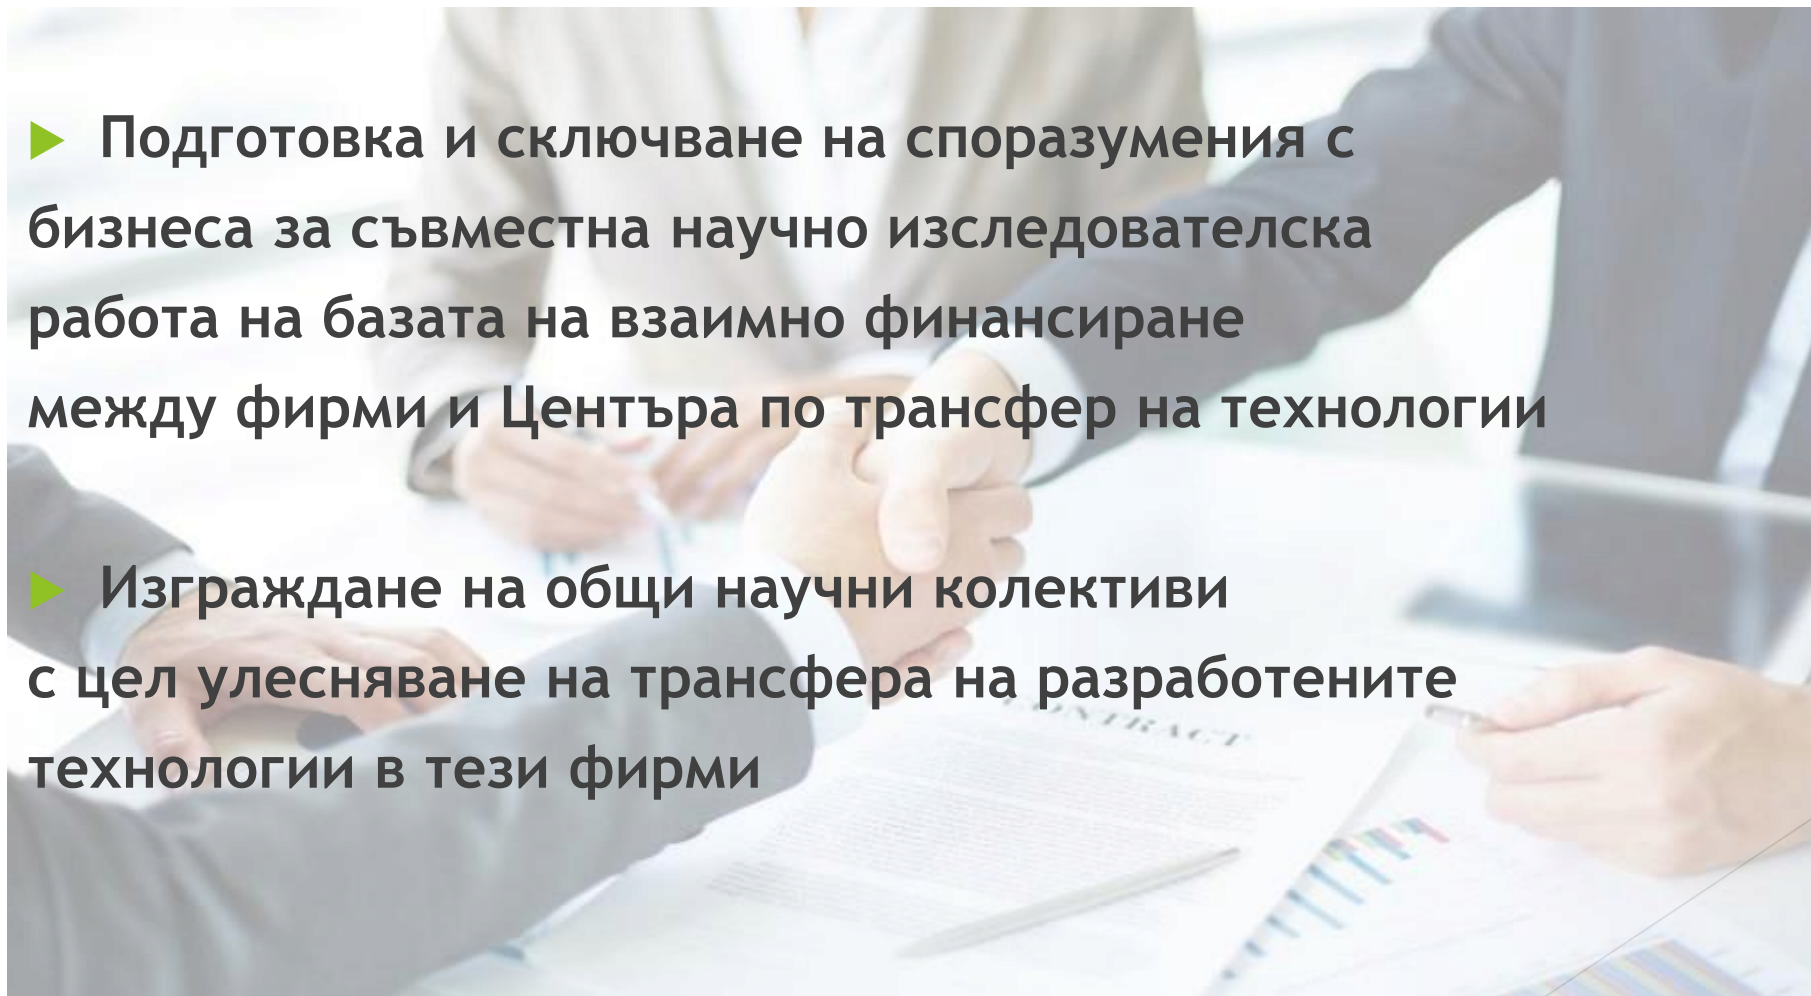 Подготовка и сключване на споразумения с
бизнеса за съвместна научно изследователска
работа на базата на взаимно финансиране
между фирми и Центъра по трансфер на технологии
Изграждане на общи научни колективи
с цел улесняване на трансфера на разработените
технологии в тези фирми
CONTRACT